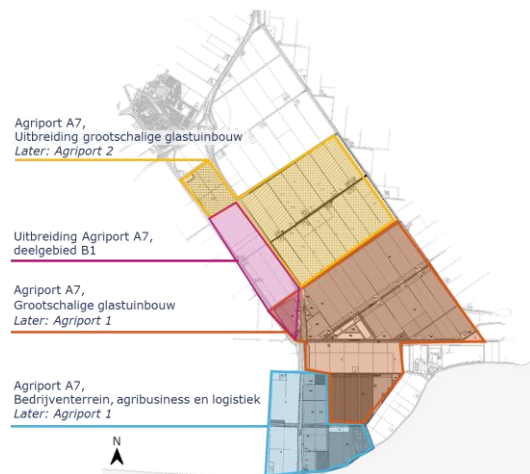 Agriport A7,
Uitbreiding grootschalige glastuinbouw
Later: Agriport 2
Uitbreiding Agriport A7,
deelgebied B1
Agriport A7,
Grootschalige glastuinbouw
Later: Agriport 1
Agriport A7,
Bedrijventerrein, agribusiness en logistiek
Later: Agriport 1
N